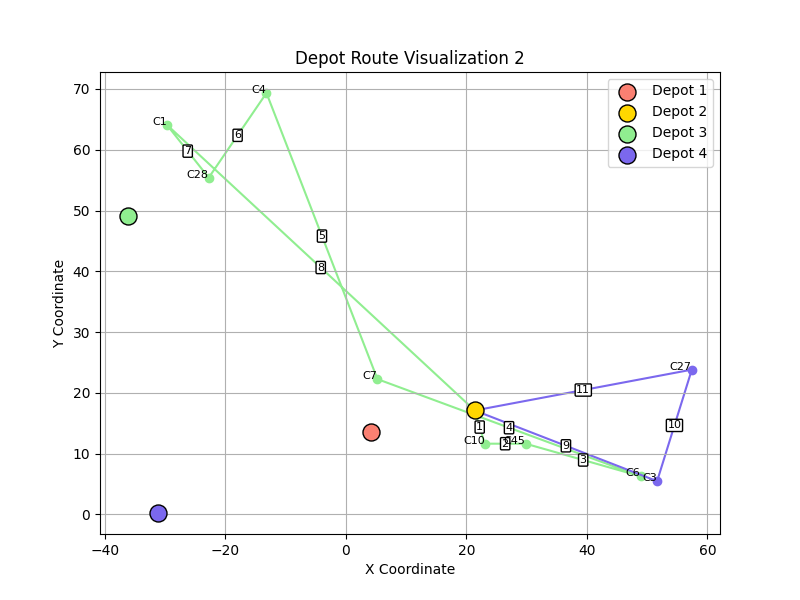 Depot Route Visualization 2
Depot 1
Depot 2
Depot 3
Depot 4
Y Coordinate
70
60
50
40
30
20
10
0
C4
C1
6
7
C28
5
8
C7
C27
11
1
4
10
C10
2
C45
9
3
C6
C3
−40
−20
0
20
40
60
X Coordinate